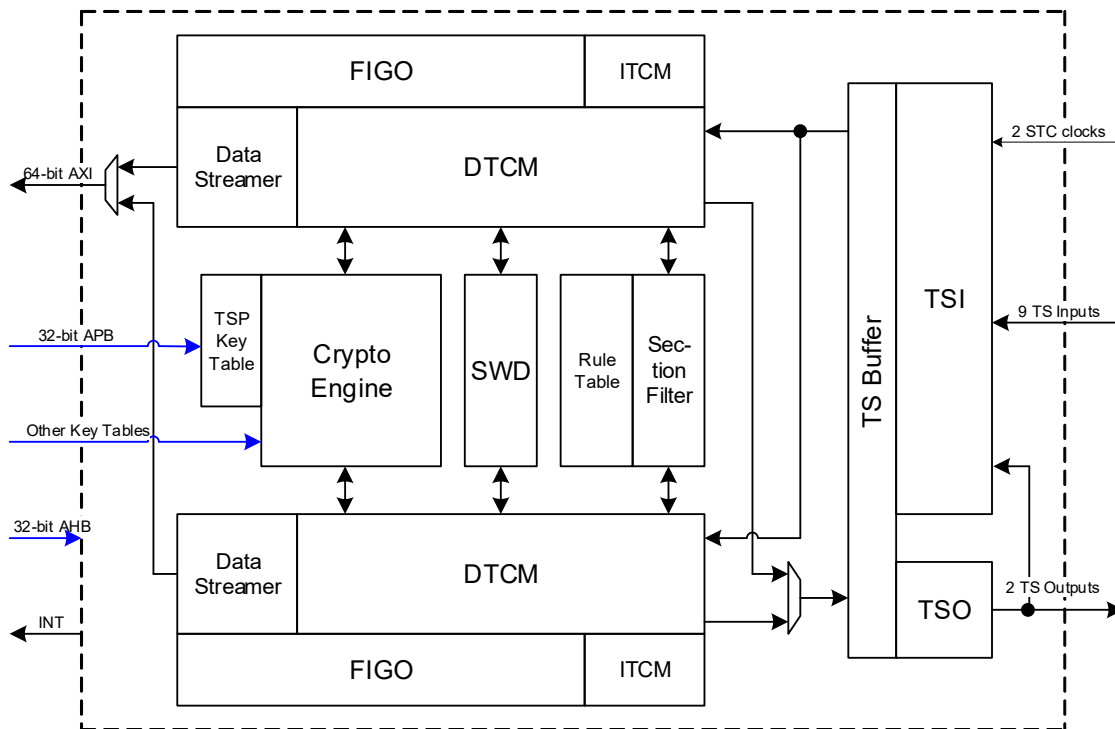 FIGO
ITCM
Data
Streamer
DTCM
64-bit AXI
2 STC clocks
TSP
Key
Table
Crypto
Engine
SWD
Rule
Table
Sec-
tion
Filter
TS Buffer
TSI
9 TS Inputs
32-bit APB
Other Key Tables
32-bit AHB
INT
Data
Streamer
DTCM
TSO
2 TS Outputs
FIGO
ITCM